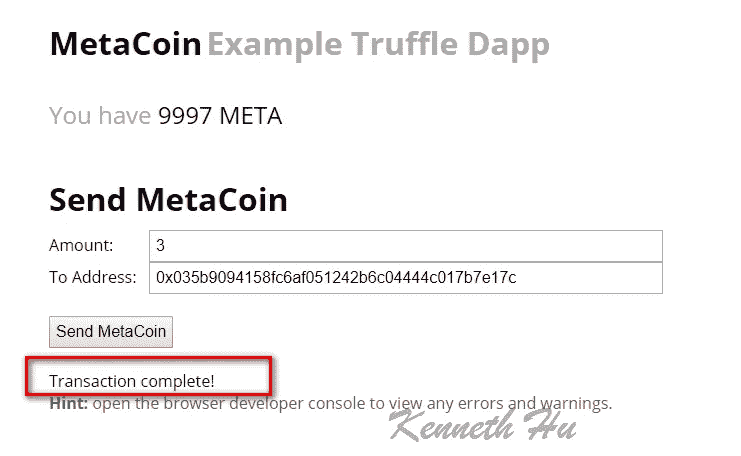 MetaCoin Example Truffle Dapp
You have 9997 META
Send MetaCoin
Amount: 3
To Address: 0x035b9094158fc6af051242b6c04444c017b7e17c
Send MetaCoin
Transaction complete!
Hint: open the browser developer console to view any errors and warnings.
Kenneth Hu